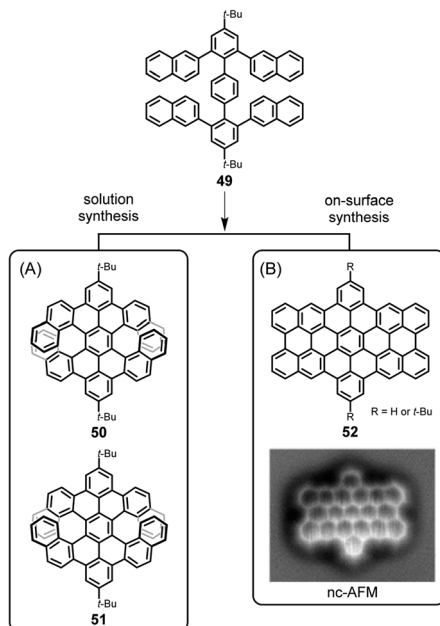 t-Bu
t-Bu
49
solution
synthesis
on-surface
synthesis
(A)
t-Bu
t-Bu
50
t-Bu
t-Bu
51
(B)
R
R
R = H or t-Bu
52
nc-AFM